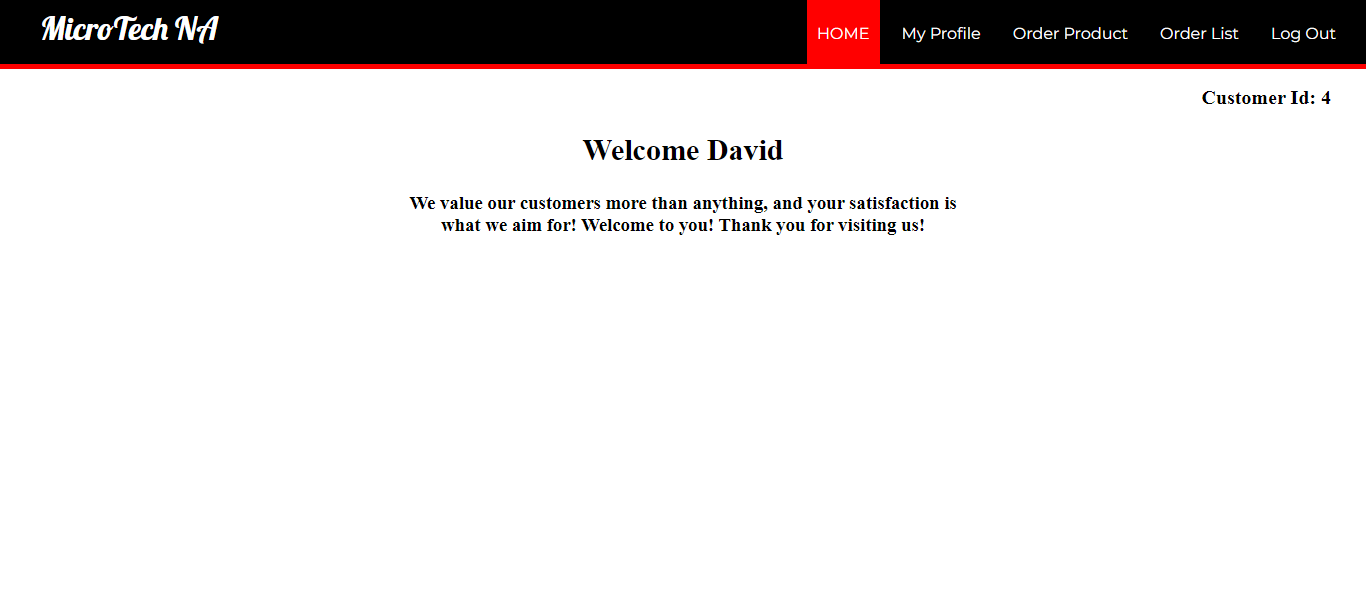 MicroTech NA
HOME My Profile Order Product Order List Log Out
Customer Id: 4
Welcome David
We value our customers more than anything, and your satisfaction is
what we aim for! Welcome to you! Thank you for visiting us!